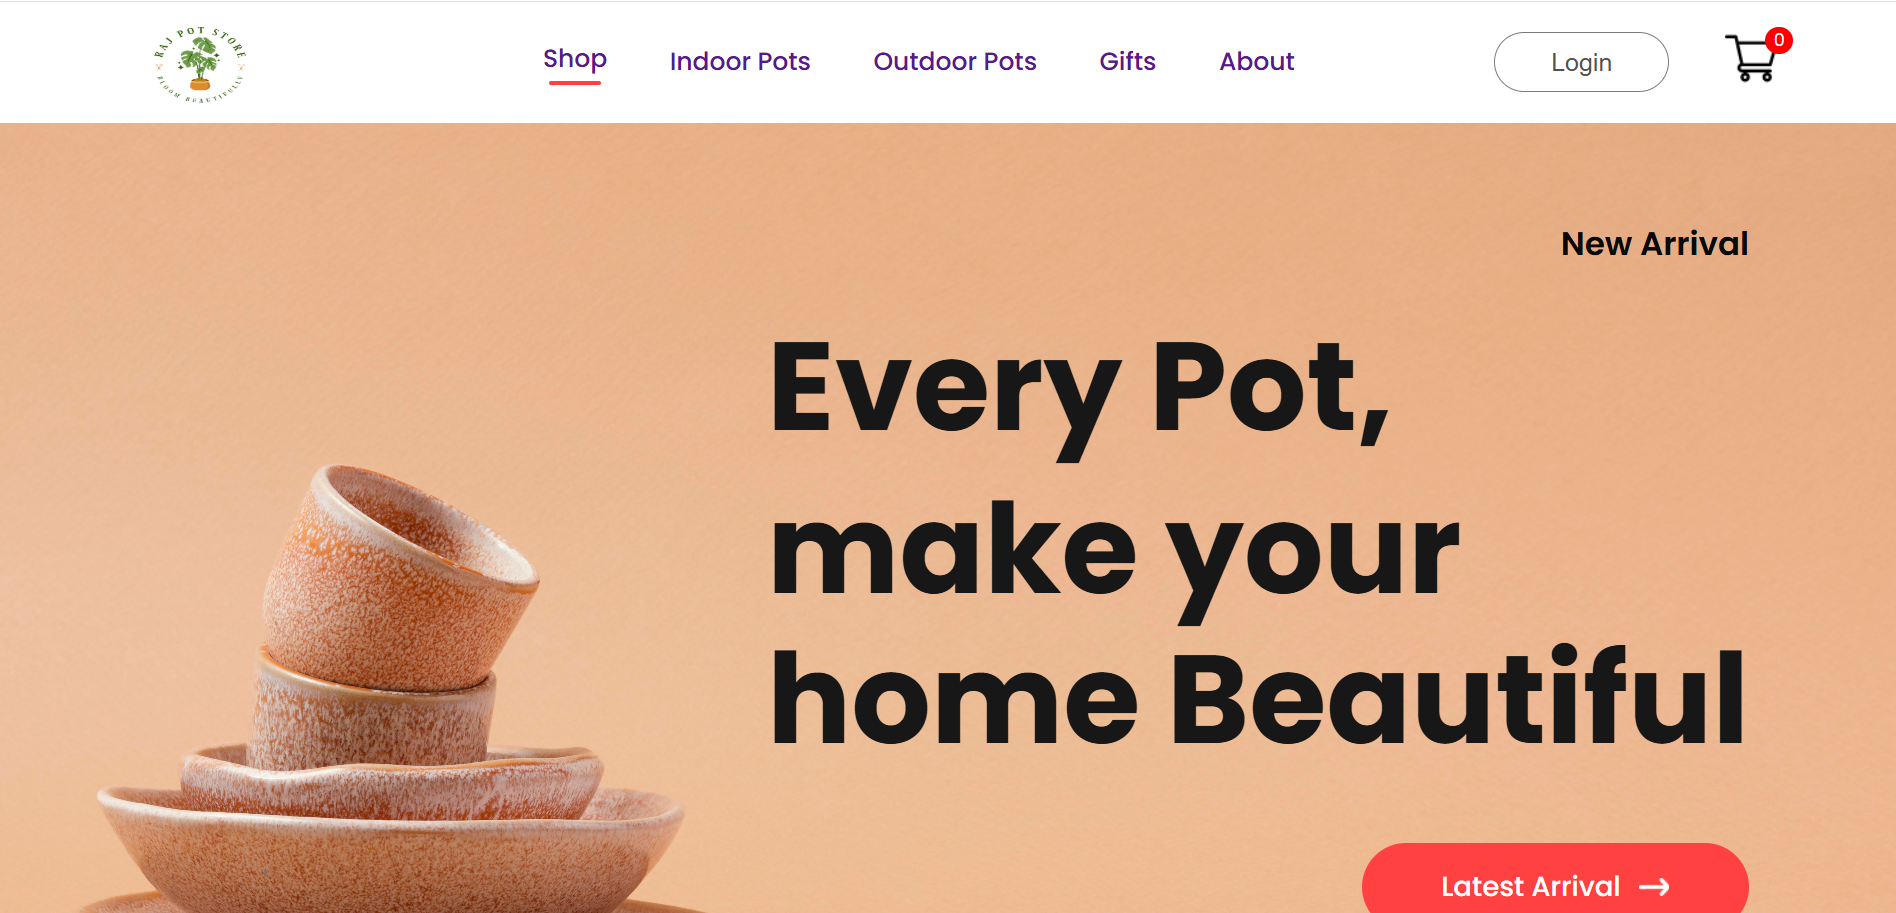 RAJ POT STORE
BLOOM BEAUTIFULLY
Shop
Indoor Pots
Outdoor Pots
Gifts
About
Login
0
New Arrival
Every Pot,
make your
home Beautiful
Latest Arrival →